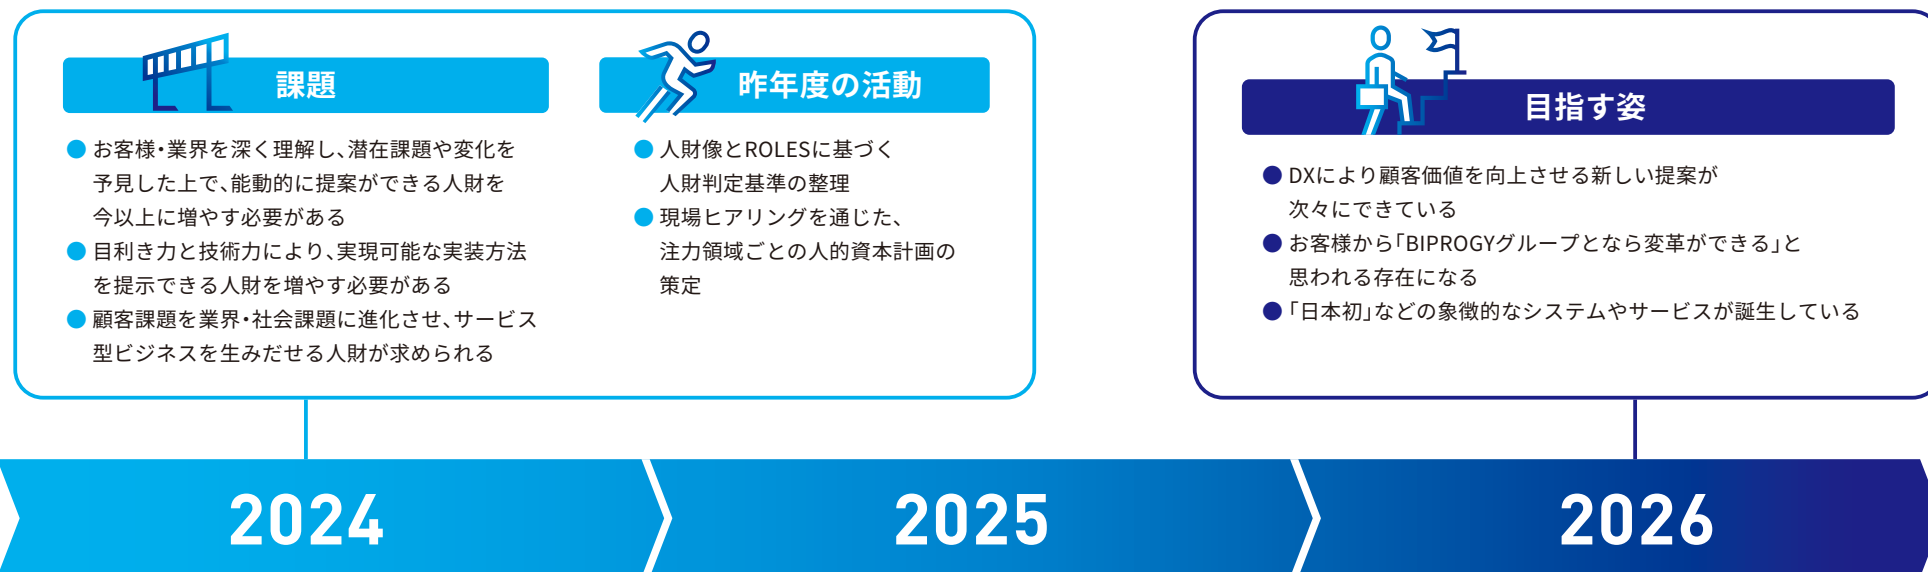 課題
●お客様・業界を深く理解し、潜在課題や変化を
予見した上で、能動的に提案ができる人財を
今以上に増やす必要がある
●目利き力と技術力により、実現可能な実装方法
を提示できる人財を増やす必要がある
●顧客課題を業界・社会課題に進化させ、サービス
型ビジネスを生みだせる人財が求められる
昨年度の活動
●人財像とROLESに基づく
人財判定基準の整理
●現場ヒアリングを通じた、
注力領域ごとの人的資本計画の
策定
目指す姿
●DXにより顧客価値を向上させる新しい提案が
次々にできている
●お客様から「BIPROGYグループとなら変革ができる」と
思われる存在になる
●「日本初」などの象徴的なシステムやサービスが誕生している
2024
2025
2026